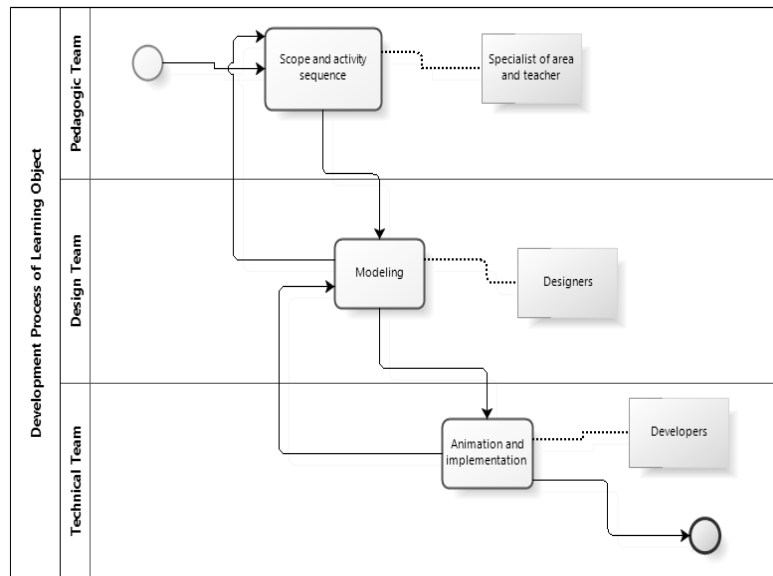 Development Process of Learning Object
Pedagogic Team
Scope and activity
sequence
Specialist of area
and teacher
Design Team
Modeling
Designers
Technical Team
Animation and
implementation
Developers